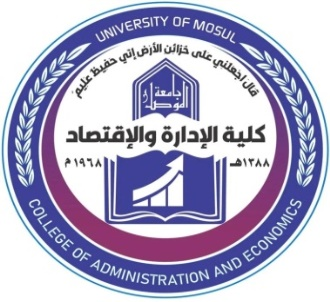 UNIVERSITY OF MOSUL
قال اجعلني على خزائن الأرض إني حفيظ عليم
جامعة
الموصل
كلية الإدارة والإقتصاد
١٣٨٨هـ ١٩٦٨م
COLLEGE OF ADMINISTRATION AND ECONOMICS